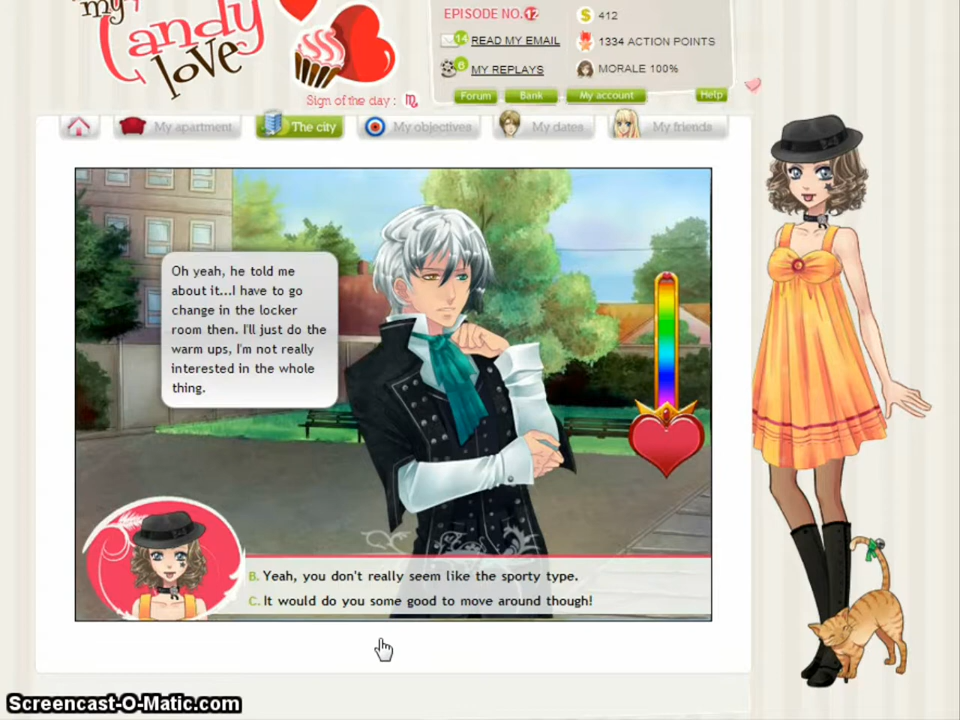 my
Candy
love
EPISODE NO.12
$ 412
14 READ MY EMAIL
1334 ACTION POINTS
6 MY REPLAYS
MORALE 100%
Sign of the day : ♏
Forum
Bank
My account
Help
My apartment
The city
My objectives
My dates
My friends
Oh yeah, he told me
about it...I have to go
change in the locker
room then. I'll just do the
warm ups, I'm not really
interested in the whole
thing.
B. Yeah, you don't really seem like the sporty type.
C. It would do you some good to move around though!
Screencast-O-Matic.com